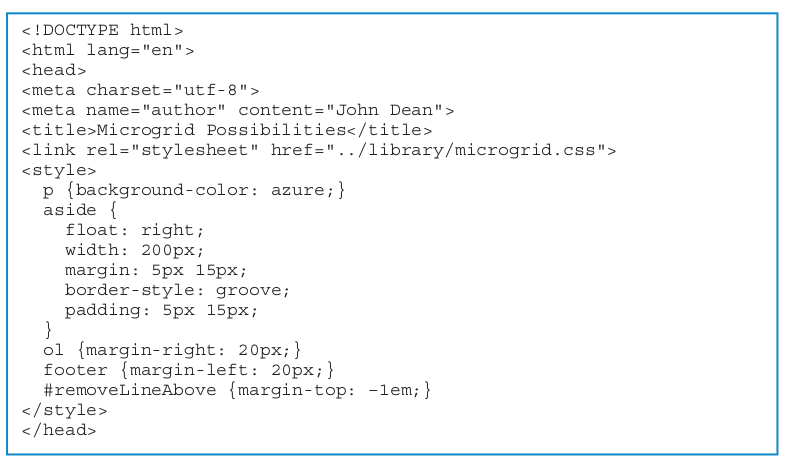 <!DOCTYPE html>
<html lang="en">
<head>
<meta charset="utf-8">
<meta name="author" content="John Dean">
<title>Microgrid Possibilities</title>
<link rel="stylesheet" href="../library/microgrid.css">
<style>
  p {background-color: azure;}
  aside {
    float: right;
    width: 200px;
    margin: 5px 15px;
    border-style: groove;
    padding: 5px 15px;
  }
  ol {margin-right: 20px;}
  footer {margin-left: 20px;}
  #removeLineAbove {margin-top: –1em;}
</style>
</head>